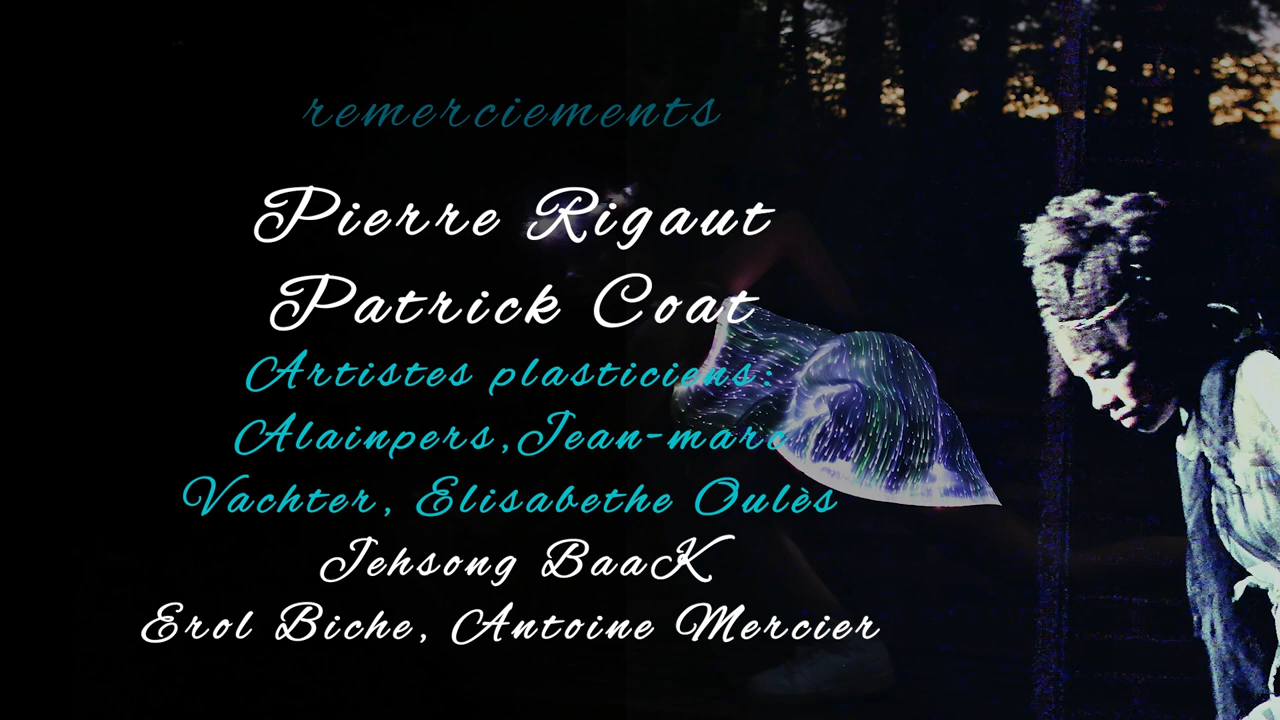 remerciements
Pierre Rigaut
Patrick Coat
Artistes plasticiens:
Alainpers,Jean-marc
Vachter, Elisabethe Oulès
Jehsong BaaK
Erol Biche, Antoine Mercier